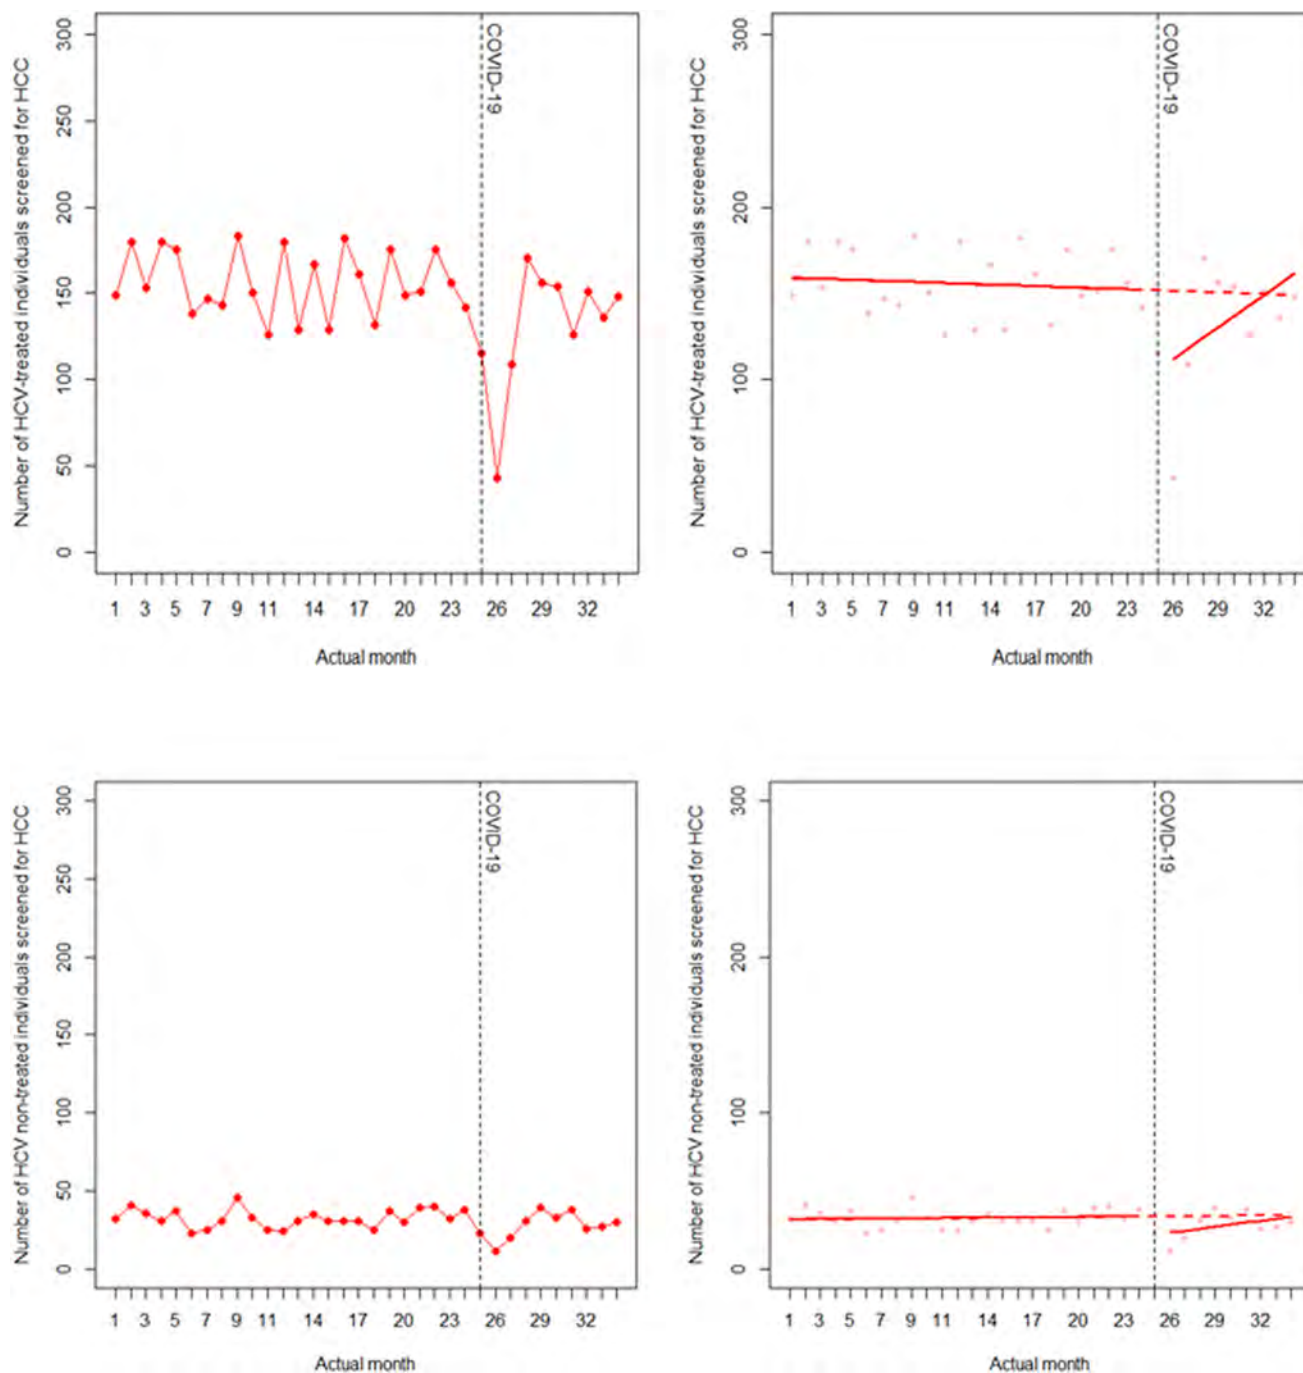 Number of HCV-treated individuals screened for HCC
300
250
200
150
100
50
0
COVID-19
1 3 5 7 9 11 14 17 20 23 26 29 32
Actual month
Number of HCV-treated individuals screened for HCC
300
200
100
0
COVID-19
1 3 5 7 9 11 14 17 20 23 26 29 32
Actual month
Number of HCV non-treated individuals screened for HCC
300
250
200
150
100
50
0
COVID-19
1 3 5 7 9 11 14 17 20 23 26 29 32
Actual month
Number of HCV non-treated individuals screened for HCC
300
200
100
0
COVID-19
1 3 5 7 9 11 14 17 20 23 26 29 32
Actual month